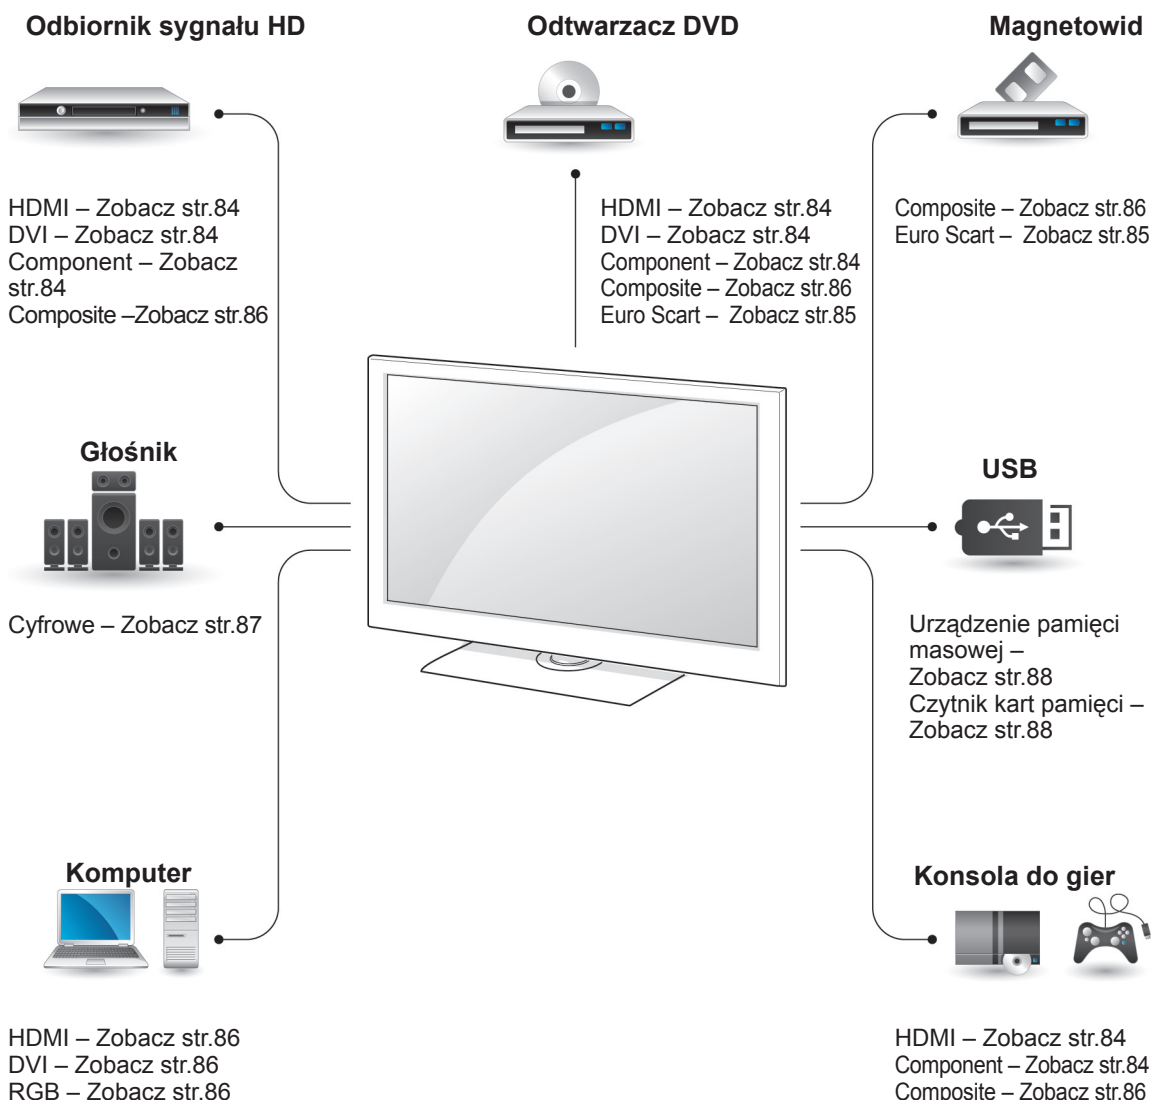 Odbiornik sygnału HD
Odtwarzacz DVD
Magnetowid
HDMI – Zobacz str.84
DVI – Zobacz str.84
Component – Zobacz
str.84
Composite –Zobacz str.86
HDMI – Zobacz str.84
DVI – Zobacz str.84
Component – Zobacz str.84
Composite – Zobacz str.86
Euro Scart –  Zobacz str.85
Composite – Zobacz str.86
Euro Scart –  Zobacz str.85
Głośnik
Cyfrowe – Zobacz str.87
USB
Urządzenie pamięci
masowej –
Zobacz str.88
Czytnik kart pamięci –
Zobacz str.88
Komputer
HDMI – Zobacz str.86
DVI – Zobacz str.86
RGB – Zobacz str.86
Konsola do gier
HDMI – Zobacz str.84
Component – Zobacz str.84
Composite – Zobacz str.86